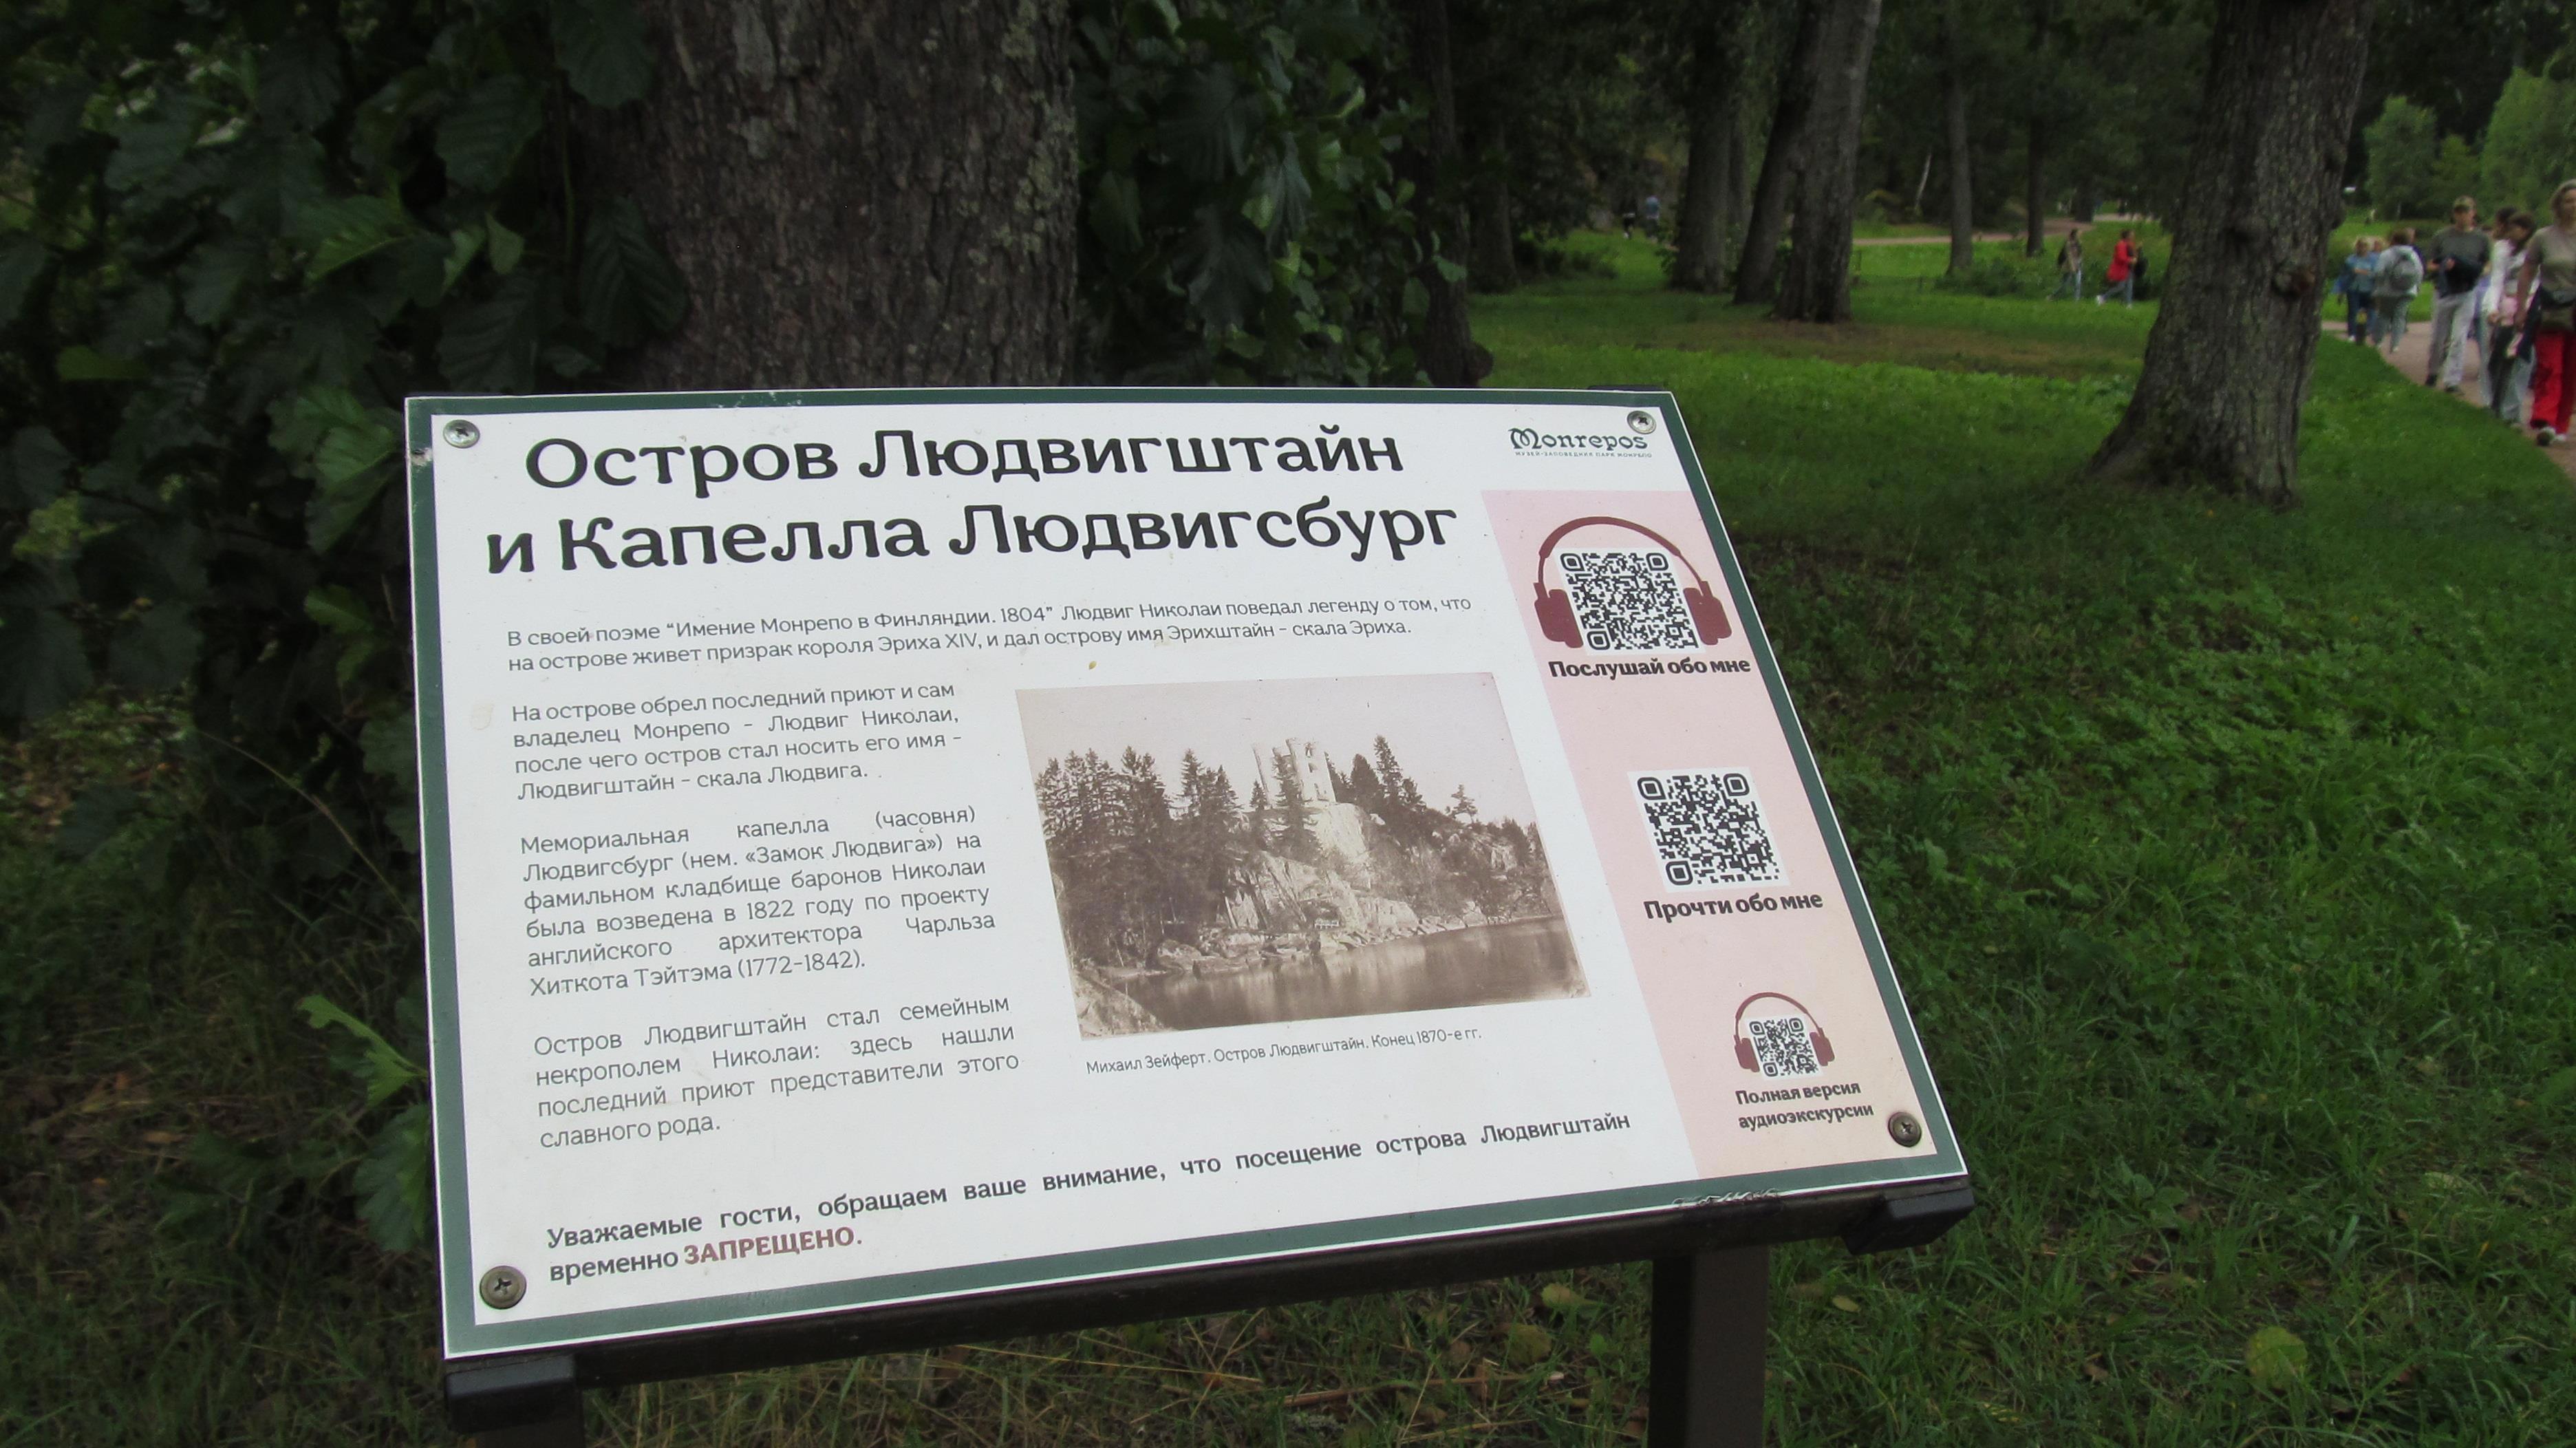 Остров Людвигштайн
и Капелла Людвигсбург
Monrepos
МУЗЕЙ-ЗАПОВЕДНИК ПАРК МОНРЕПО
В своей поэме “Имение Монрепо в Финляндии. 1804” Людвиг Николаи поведал легенду о том, что
на острове живет призрак короля Эриха XIV, и дал острову имя Эрихштайн - скала Эриха.
На острове обрел последний приют и сам
владелец Монрепо - Людвиг Николаи,
после чего остров стал носить его имя -
Людвигштайн - скала Людвига.
Мемориальная капелла (часовня)
Людвигсбург (нем. «Замок Людвига») на
фамильном кладбище баронов Николаи
была возведена в 1822 году по проекту
английского архитектора Чарльза
Хиткота Тэйтэма (1772-1842).
Остров Людвигштайн стал семейным
некрополем Николаи: здесь нашли
последний приют представители этого
славного рода.
Михаил Зейферт. Остров Людвигштайн. Конец 1870-е гг.
Уважаемые гости, обращаем ваше внимание, что посещение острова Людвигштайн
временно ЗАПРЕЩЕНО.
Послушай обо мне
Прочти обо мне
Полная версия
аудиоэкскурсии